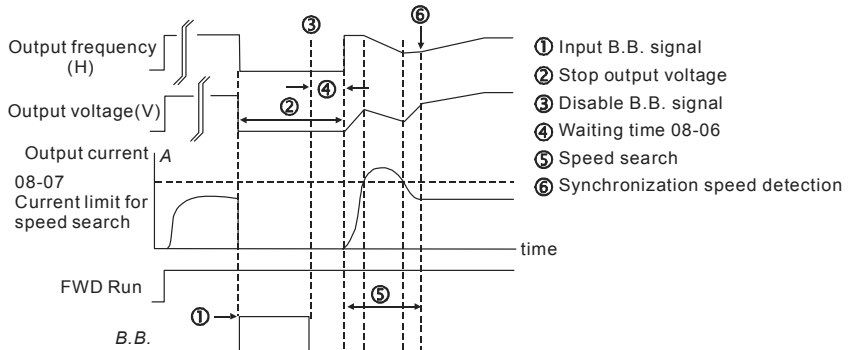 Output frequency
(H)
Output voltage(V)
Output current
A
08-07
Current limit for
speed search
FWD Run
B.B.
time
①
②
③
④
⑤
⑥
① Input B.B. signal
② Stop output voltage
③ Disable B.B. signal
④ Waiting time 08-06
⑤ Speed search
⑥ Synchronization speed detection